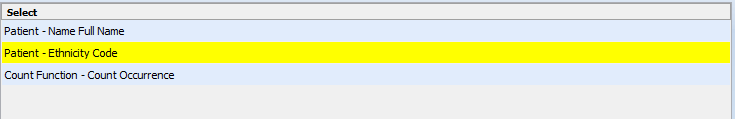 Select
Patient - Name Full Name
Patient - Ethnicity Code
Count Function - Count Occurrence